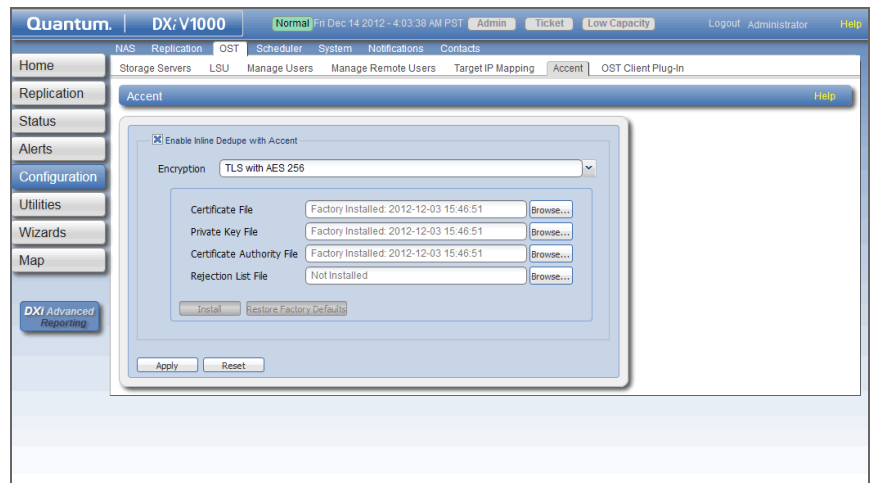 Quantum. DXi V1000 Normal Fri Dec 14 2012 - 4:03:38 AM PST Admin Ticket Low Capacity Logout Administrator Help
NAS Replication OST Scheduler System Notifications Contacts
Storage Servers LSU Manage Users Manage Remote Users Target IP Mapping Accent OST Client Plug-In
Home
Replication
Status
Alerts
Configuration
Utilities
Wizards
Map
DXi Advanced
Reporting
Accent Help
Enable Inline Dedupe with Accent
Encryption TLS with AES 256
Certificate File Factory Installed: 2012-12-03 15:46:51 Browse...
Private Key File Factory Installed: 2012-12-03 15:46:51 Browse...
Certificate Authority File Factory Installed: 2012-12-03 15:46:51 Browse...
Rejection List File Not Installed Browse...
Install Restore Factory Defaults
Apply Reset